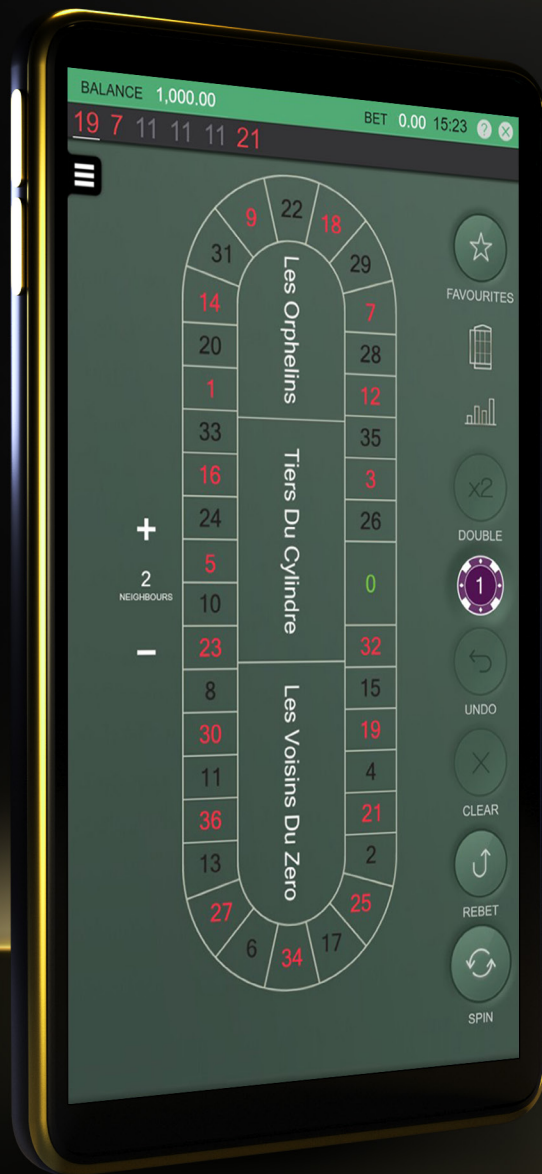 BALANCE 1,000.00
BET 0.00 15:23 ?
19 7 11 11 11 21
22
9
18
31
29
14
7
20
28
1
12
33
35
16
3
24
26
5
0
10
23
32
8
15
30
19
11
4
36
21
13
2
27
25
6
17
34
Les Orphelins
Tiers Du Cylindre
Les Voisins Du Zero
+
2
NEIGHBOURS
−
FAVOURITES
x2
DOUBLE
1
UNDO
CLEAR
REBET
SPIN